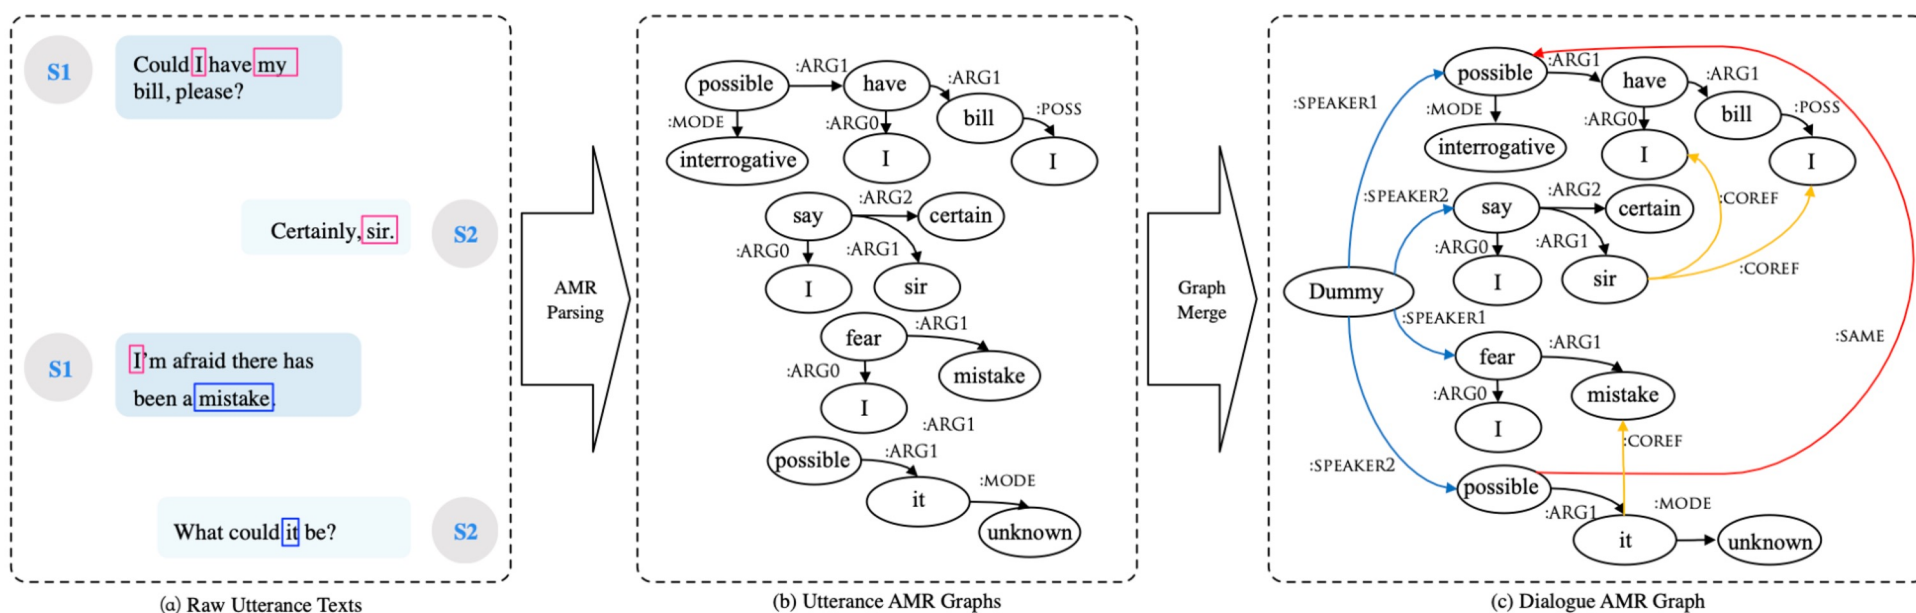 S1
Could I have my
bill, please?
Certainly, sir.
S2
S1
I'm afraid there has
been a mistake.
What could it be?
S2
(a) Raw Utterance Texts
AMR
Parsing
possible
:ARG1
have
:ARG1
bill
:POSS
I
:MODE
interrogative
:ARG0
I
say
:ARG2
certain
:ARG0
I
:ARG1
sir
fear
:ARG1
mistake
:ARG0
I
:ARG1
possible
:ARG1
it
:MODE
unknown
(b) Utterance AMR Graphs
Graph
Merge
Dummy
:SPEAKER1
possible
:ARG1
have
:ARG1
bill
:POSS
I
:MODE
interrogative
:ARG0
I
:SPEAKER2
say
:ARG2
certain
:COREF
:ARG0
I
:ARG1
sir
:COREF
:SPEAKER1
fear
:ARG1
mistake
:SAME
:ARG0
I
:COREF
:SPEAKER2
possible
:ARG1
it
:MODE
unknown
(c) Dialogue AMR Graph